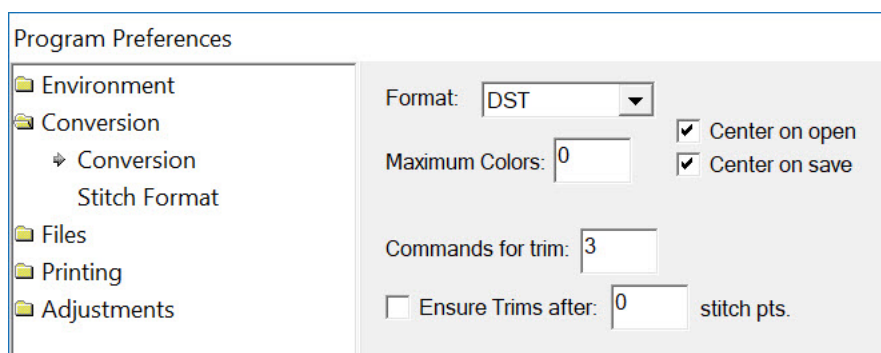 Program Preferences
Environment
Conversion
Conversion
Stitch Format
Files
Printing
Adjustments
Format: DST
Center on open
Maximum Colors: 0
Center on save
Commands for trim: 3
Ensure Trims after: 0 stitch pts.